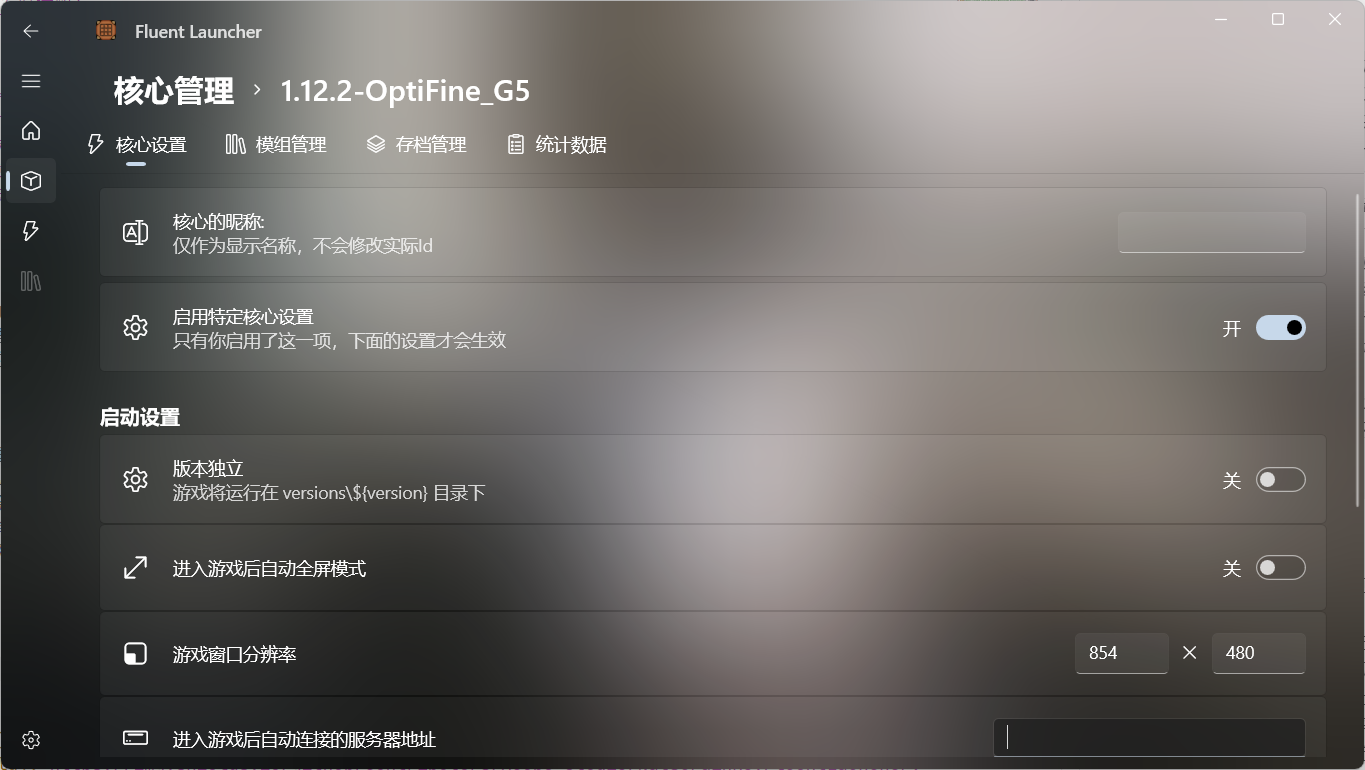 Fluent Launcher
核心管理 › 1.12.2-OptiFine_G5
核心设置 模组管理 存档管理 统计数据
核心的昵称:
仅作为显示名称，不会修改实际Id
启用特定核心设置
只有你启用了这一项，下面的设置才会生效
开
启动设置
版本独立
游戏将运行在 versions\${version} 目录下
关
进入游戏后自动全屏模式
关
游戏窗口分辨率
854 × 480
进入游戏后自动连接的服务器地址